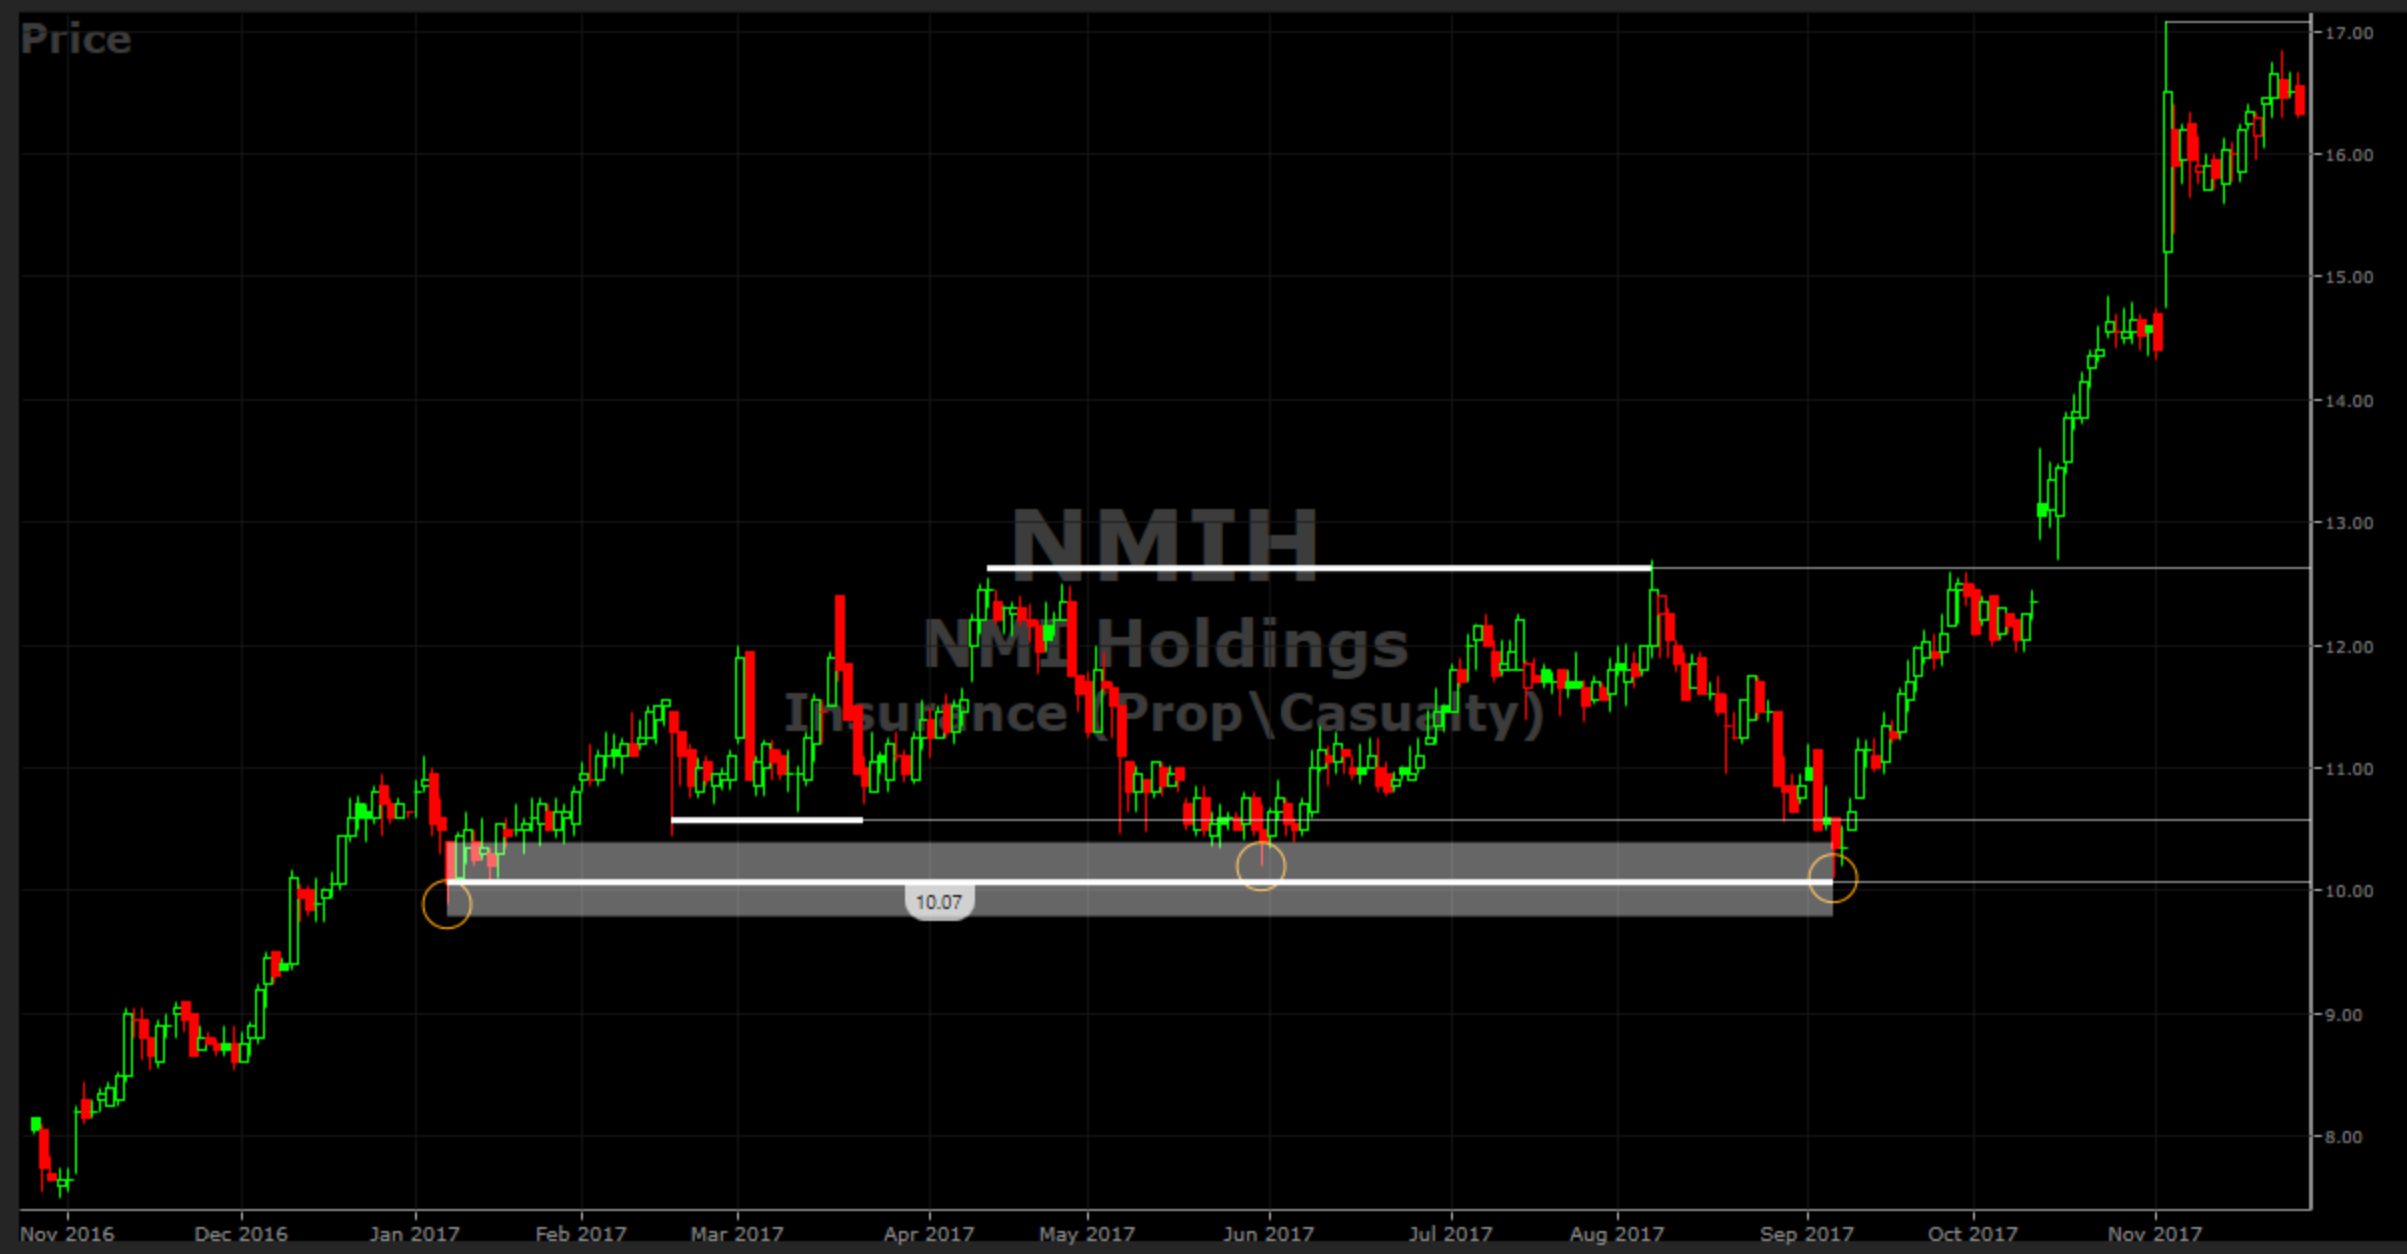 Price
17.00
16.00
15.00
14.00
13.00
NMIH
12.00
NMI Holdings
Insurance (Prop\Casualty)
11.00
10.00
10.07
9.00
8.00
Nov 2016 Dec 2016 Jan 2017 Feb 2017 Mar 2017 Apr 2017 May 2017 Jun 2017 Jul 2017 Aug 2017 Sep 2017 Oct 2017 Nov 2017